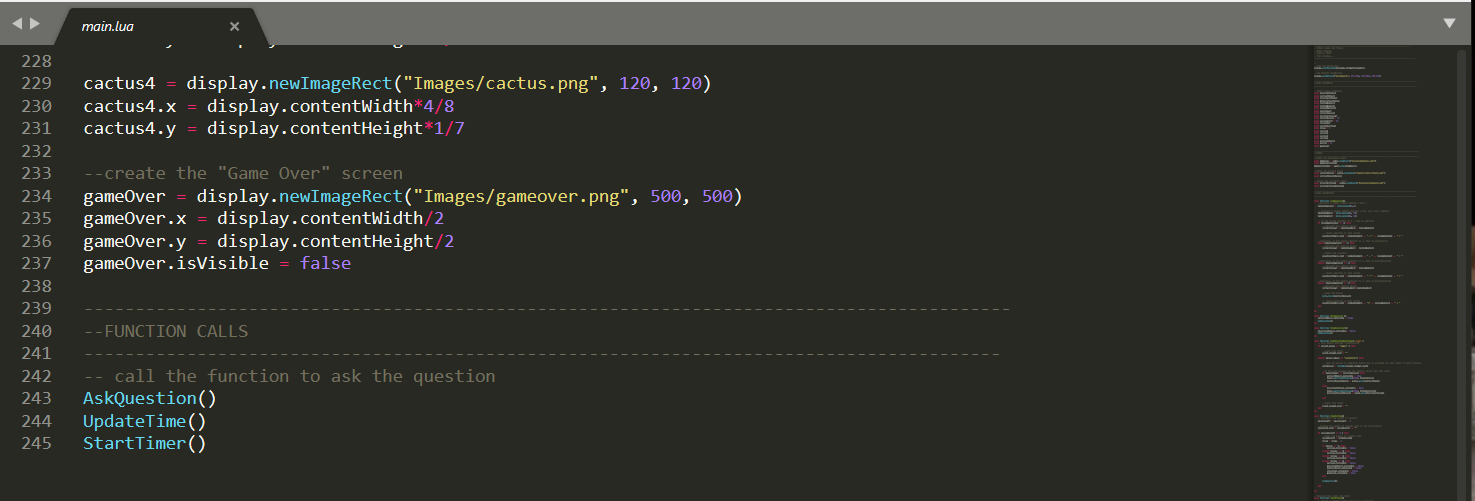 main.lua
228
229 cactus4 = display.newImageRect("Images/cactus.png", 120, 120)
230 cactus4.x = display.contentWidth*4/8
231 cactus4.y = display.contentHeight*1/7
232
233 --create the "Game Over" screen
234 gameOver = display.newImageRect("Images/gameover.png", 500, 500)
235 gameOver.x = display.contentWidth/2
236 gameOver.y = display.contentHeight/2
237 gameOver.isVisible = false
238
239 -----------------------------------------------------------------------------------------
240 --FUNCTION CALLS
241 ----------------------------------------------------------------------------------------
242 -- call the function to ask the question
243 AskQuestion()
244 UpdateTime()
245 StartTimer()